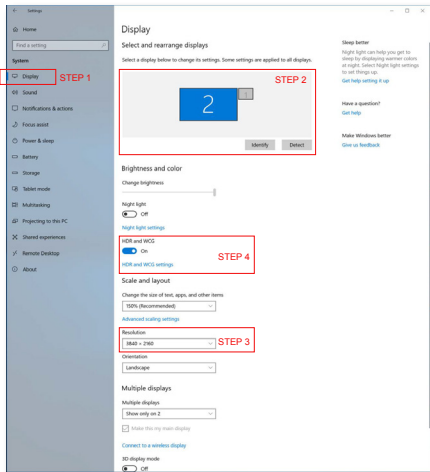 Settings
Home
Find a setting
System
Display
STEP 1
Sound
Notifications & actions
Focus assist
Power & sleep
Battery
Storage
Tablet mode
Multitasking
Projecting to this PC
Shared experiences
Remote Desktop
About
Display
Select and rearrange displays
Select a display below to change its settings. Some settings are applied to all displays.
STEP 2
2
1
Identify
Detect
Brightness and color
Change brightness
Night light
Off
Night light settings
HDR and WCG
On
STEP 4
HDR and WCG settings
Scale and layout
Change the size of text, apps, and other items
150% (Recommended)
Advanced scaling settings
Resolution
3840 × 2160
STEP 3
Orientation
Landscape
Multiple displays
Multiple displays
Show only on 2
Make this my main display
Connect to a wireless display
3D display mode
Off
Sleep better
Night light can help you get to
sleep by displaying warmer colors
at night. Select Night light settings
to set things up.
Get help setting it up
Have a question?
Get help
Make Windows better
Give us feedback